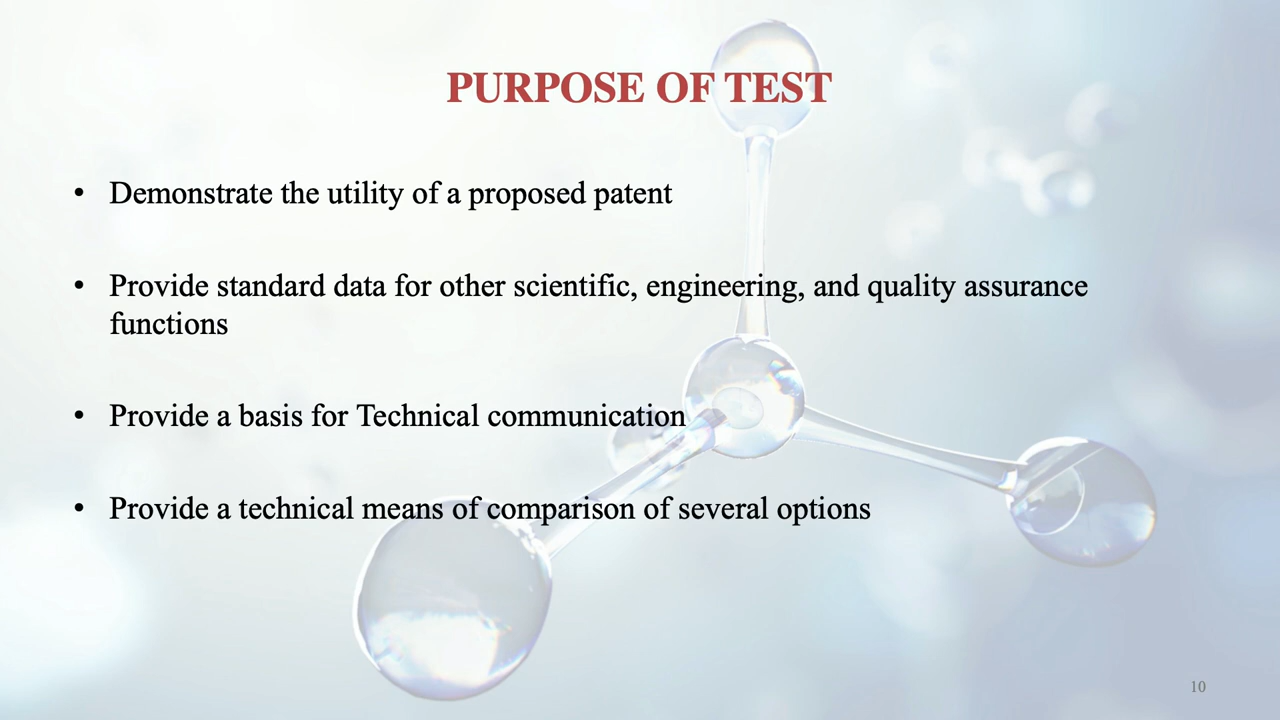 PURPOSE OF TEST
• Demonstrate the utility of a proposed patent
• Provide standard data for other scientific, engineering, and quality assurance
functions
• Provide a basis for Technical communication
• Provide a technical means of comparison of several options
10